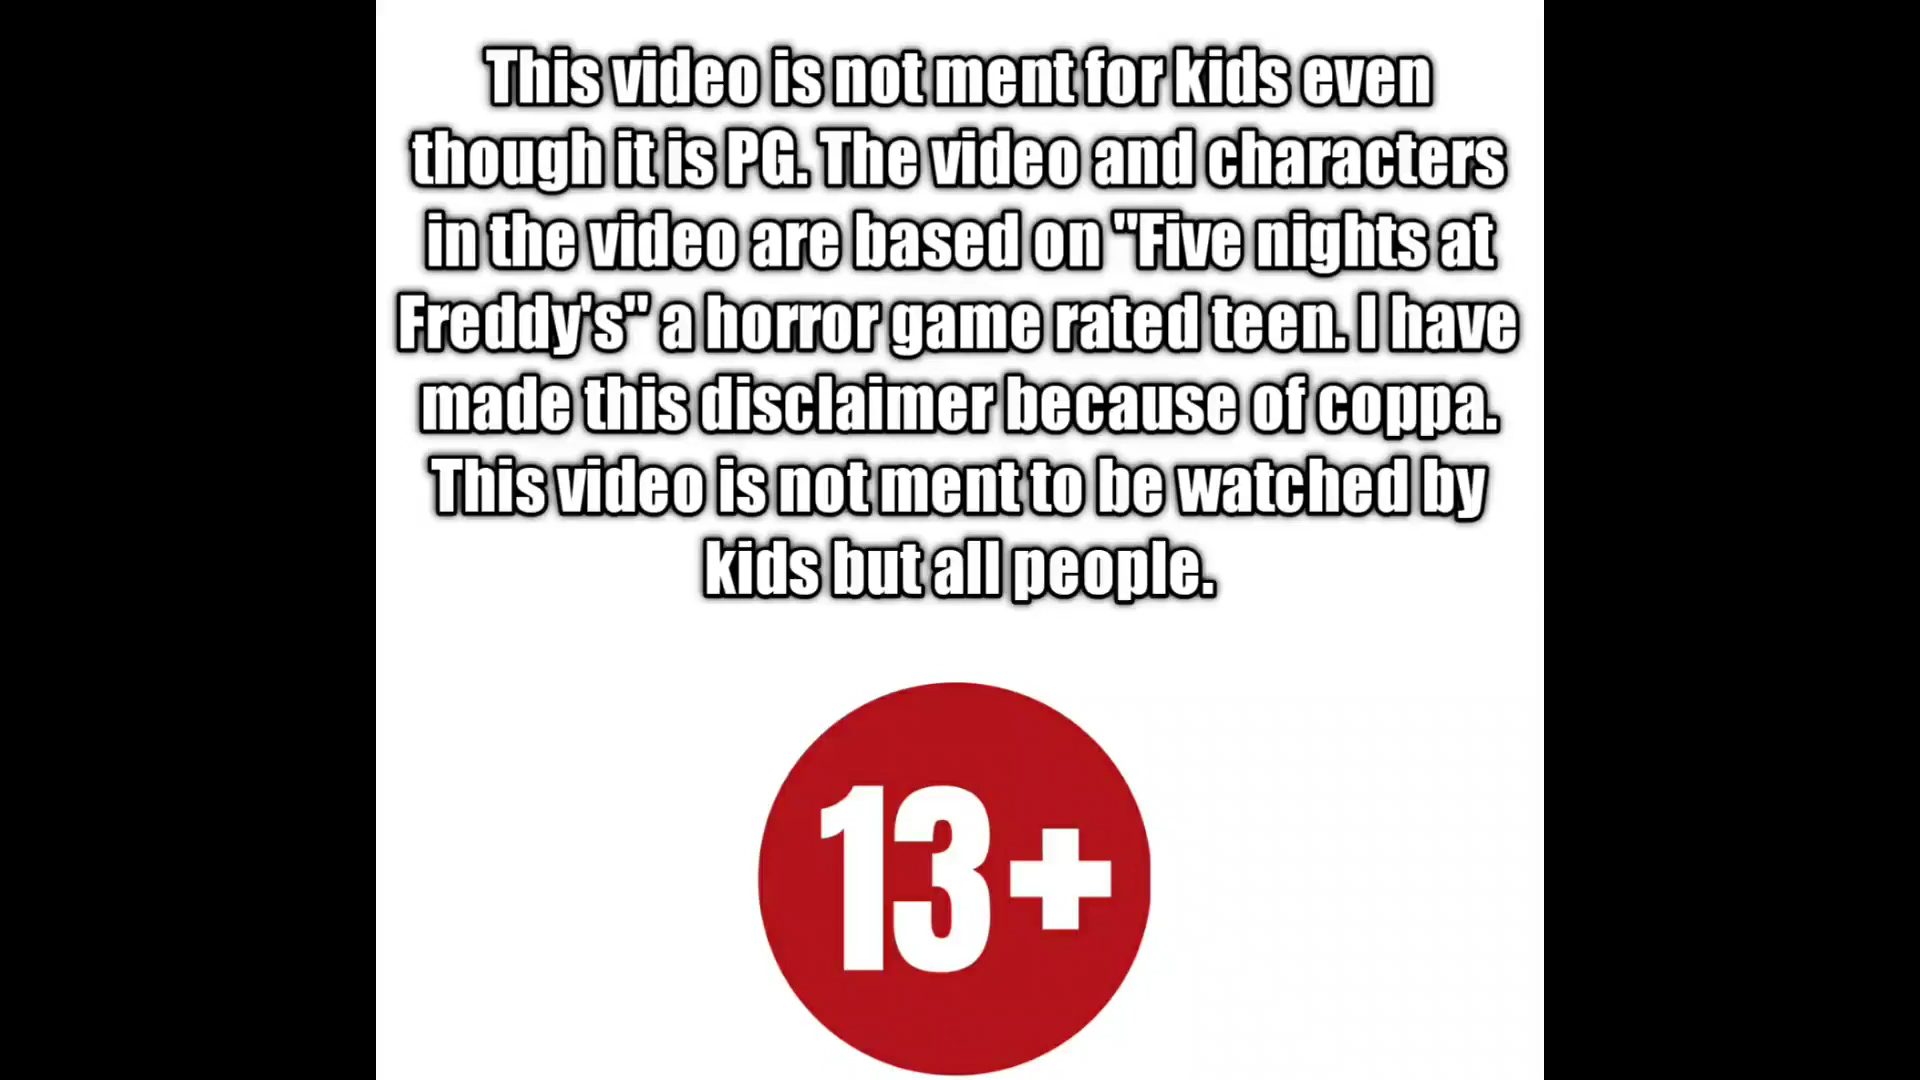 This video is not ment for kids even
though it is PG. The video and characters
in the video are based on "Five nights at
Freddy's" a horror game rated teen. I have
made this disclaimer because of coppa.
This video is not ment to be watched by
kids but all people.
13+